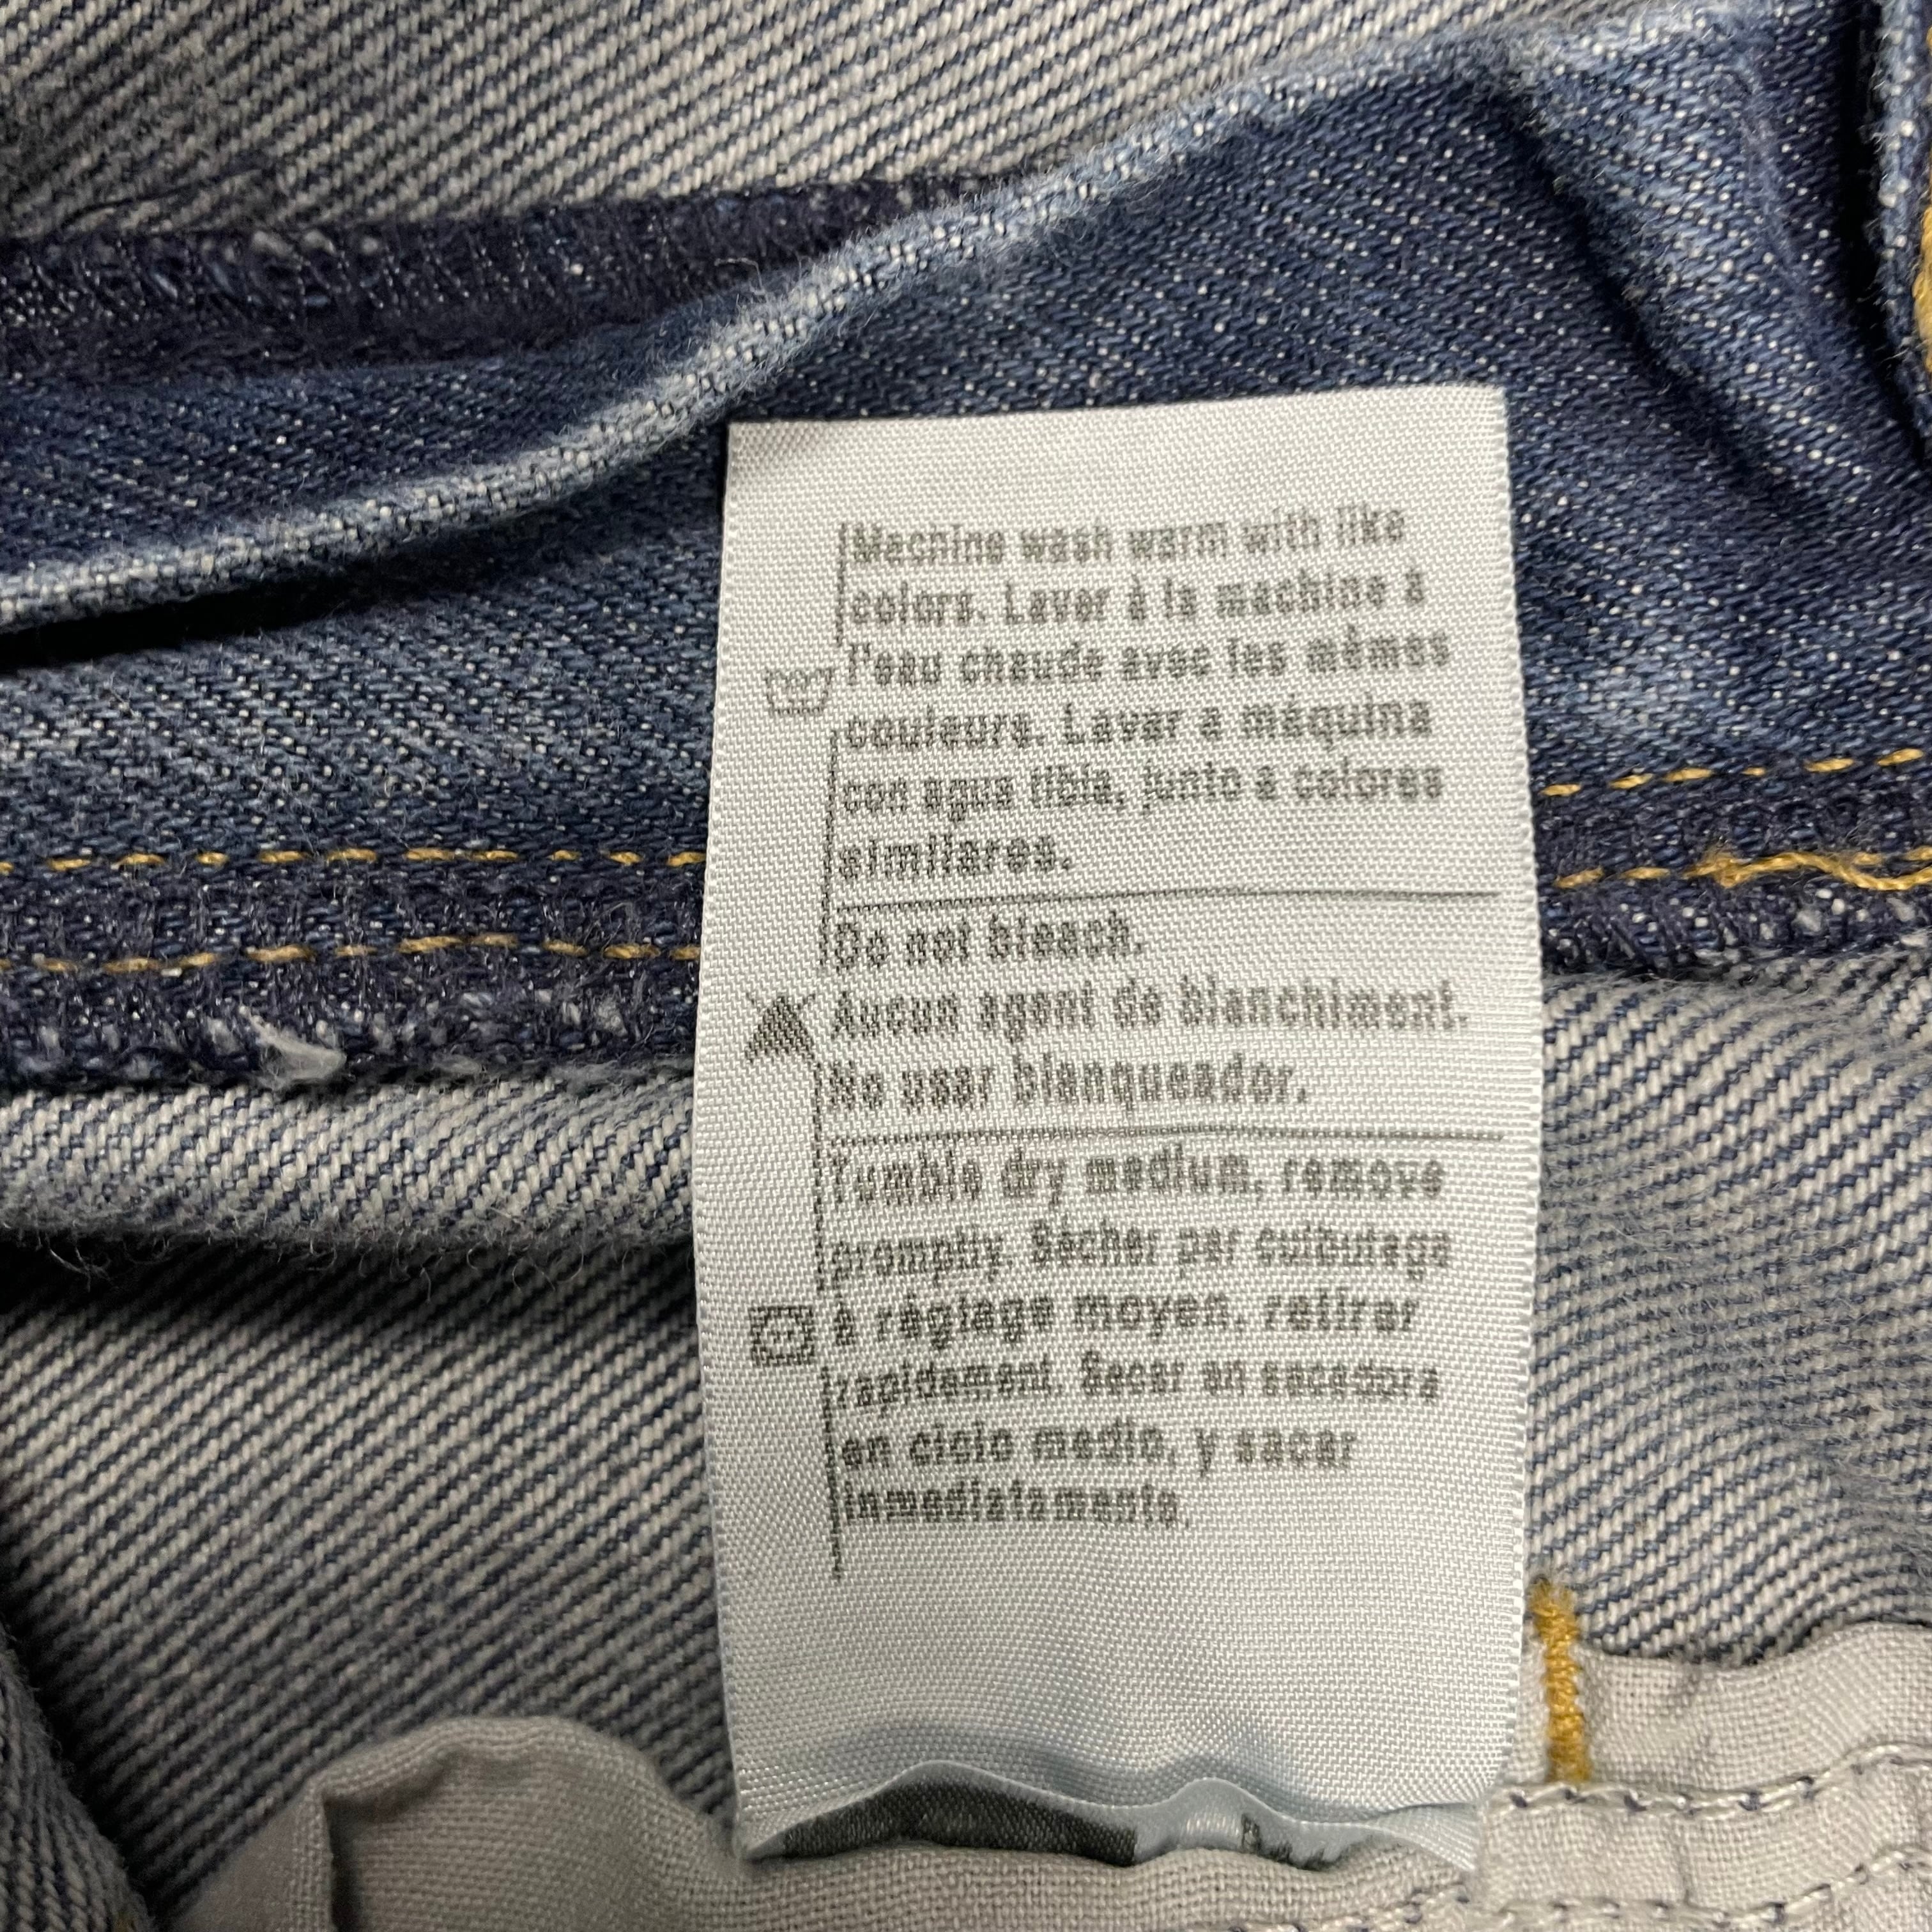 Machine wash warm with like
colors. Laver à la machine à
l'eau chaude avec les mêmes
couleurs. Lavar a máquina
con agua tibia, junto a colores
similares.
Do not bleach.
Aucun agent de blanchiment.
No usar blanqueador.
Tumble dry medium, remove
promptly. Sécher par culbutage
à réglage moyen, retirer
rapidement. Secar en secadora
en ciclo medio, y sacar
inmediatamente.